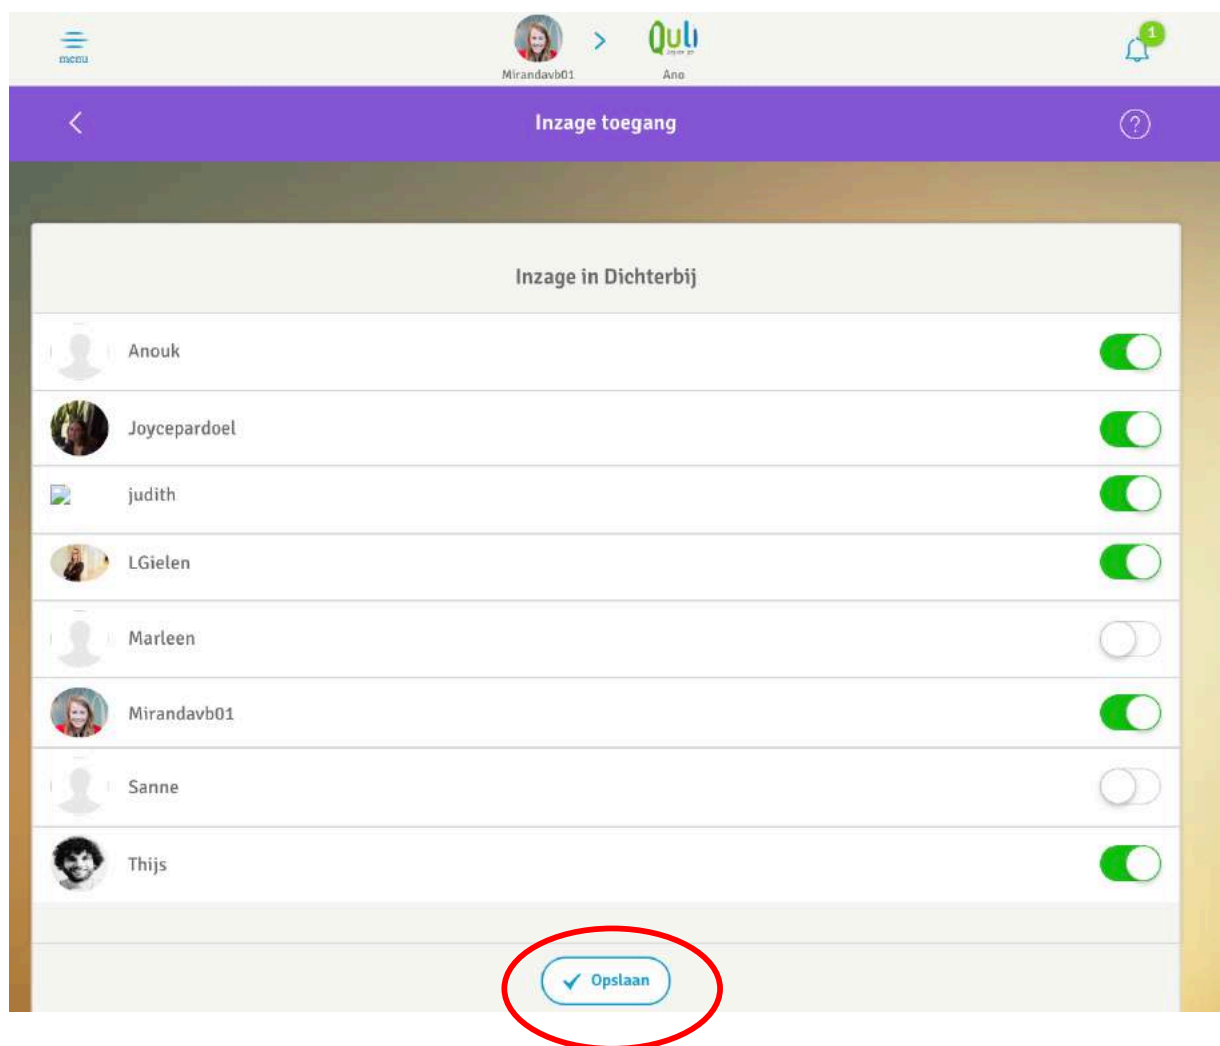 menu
Mirandavb01
>
Quli
Ano
1
Inzage toegang
?
Inzage in Dichterbij
Anouk
Joycepardoel
judith
LGielen
Marleen
Mirandavb01
Sanne
Thijs
Opslaan